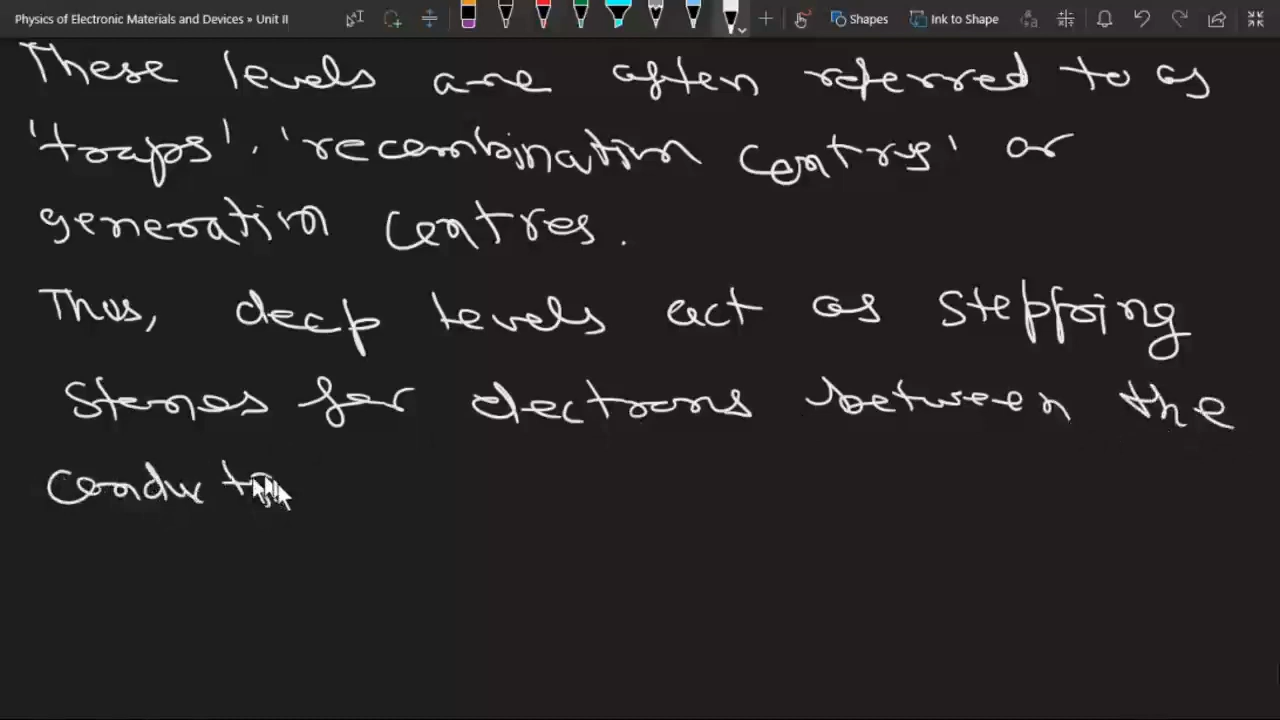 Physics of Electronic Materials and Devices » Unit II
Shapes
Ink to Shape
These levels are often referred to as
'traps', 'recombination centres' or
generation centres.
Thus, deep levels act as stepping
stones for electrons between the
conduct